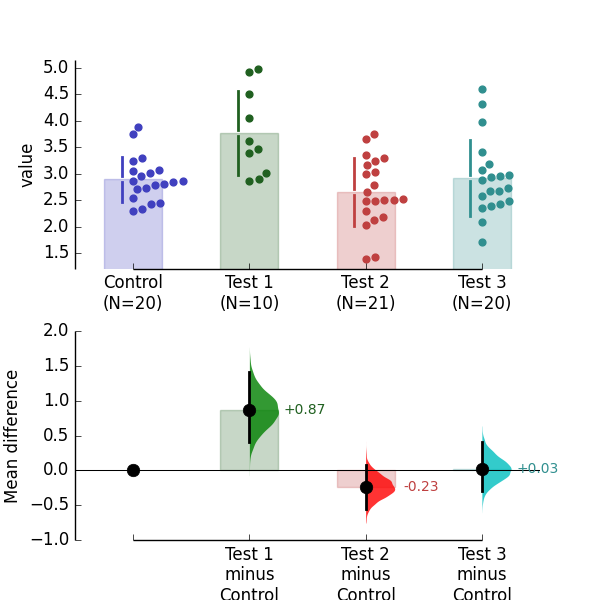 5.0
4.5
4.0
3.5
3.0
2.5
2.0
1.5
value
Control
(N=20)
Test 1
(N=10)
Test 2
(N=21)
Test 3
(N=20)
2.0
1.5
1.0
0.5
0.0
−0.5
−1.0
Mean difference
+0.87
-0.23
+0.03
Test 1
minus
Control
Test 2
minus
Control
Test 3
minus
Control